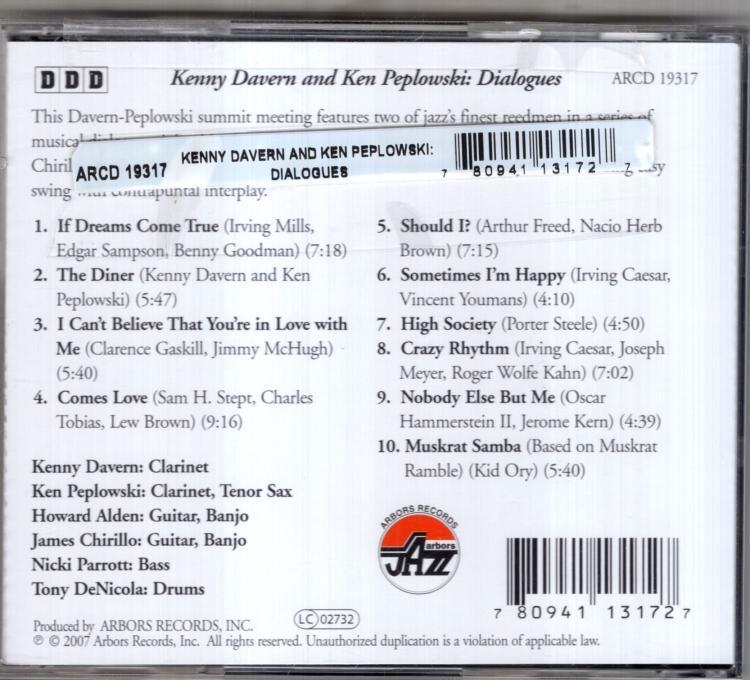 DDD
Kenny Davern and Ken Peplowski: Dialogues
ARCD 19317
This Davern-Peplowski summit meeting features two of jazz's finest reedmen in a series of
musical
Chiril
swing contrapuntal interplay.
ARCD 19317
KENNY DAVERN AND KEN PEPLOWSKI:
DIALOGUES
7 80941 13172 7
1. If Dreams Come True (Irving Mills,
Edgar Sampson, Benny Goodman) (7:18)
2. The Diner (Kenny Davern and Ken
Peplowski) (5:47)
3. I Can't Believe That You're in Love with
Me (Clarence Gaskill, Jimmy McHugh)
(5:40)
4. Comes Love (Sam H. Stept, Charles
Tobias, Lew Brown) (9:16)
5. Should I? (Arthur Freed, Nacio Herb
Brown) (7:15)
6. Sometimes I'm Happy (Irving Caesar,
Vincent Youmans) (4:10)
7. High Society (Porter Steele) (4:50)
8. Crazy Rhythm (Irving Caesar, Joseph
Meyer, Roger Wolfe Kahn) (7:02)
9. Nobody Else But Me (Oscar
Hammerstein II, Jerome Kern) (4:39)
10. Muskrat Samba (Based on Muskrat
Ramble) (Kid Ory) (5:40)
Kenny Davern: Clarinet
Ken Peplowski: Clarinet, Tenor Sax
Howard Alden: Guitar, Banjo
James Chirillo: Guitar, Banjo
Nicki Parrott: Bass
Tony DeNicola: Drums
ARBORS RECORDS
arbors
JAZZ
7 80941 13172 7
Produced by ARBORS RECORDS, INC.
LC 02732
℗ © 2007 Arbors Records, Inc. All rights reserved. Unauthorized duplication is a violation of applicable law.